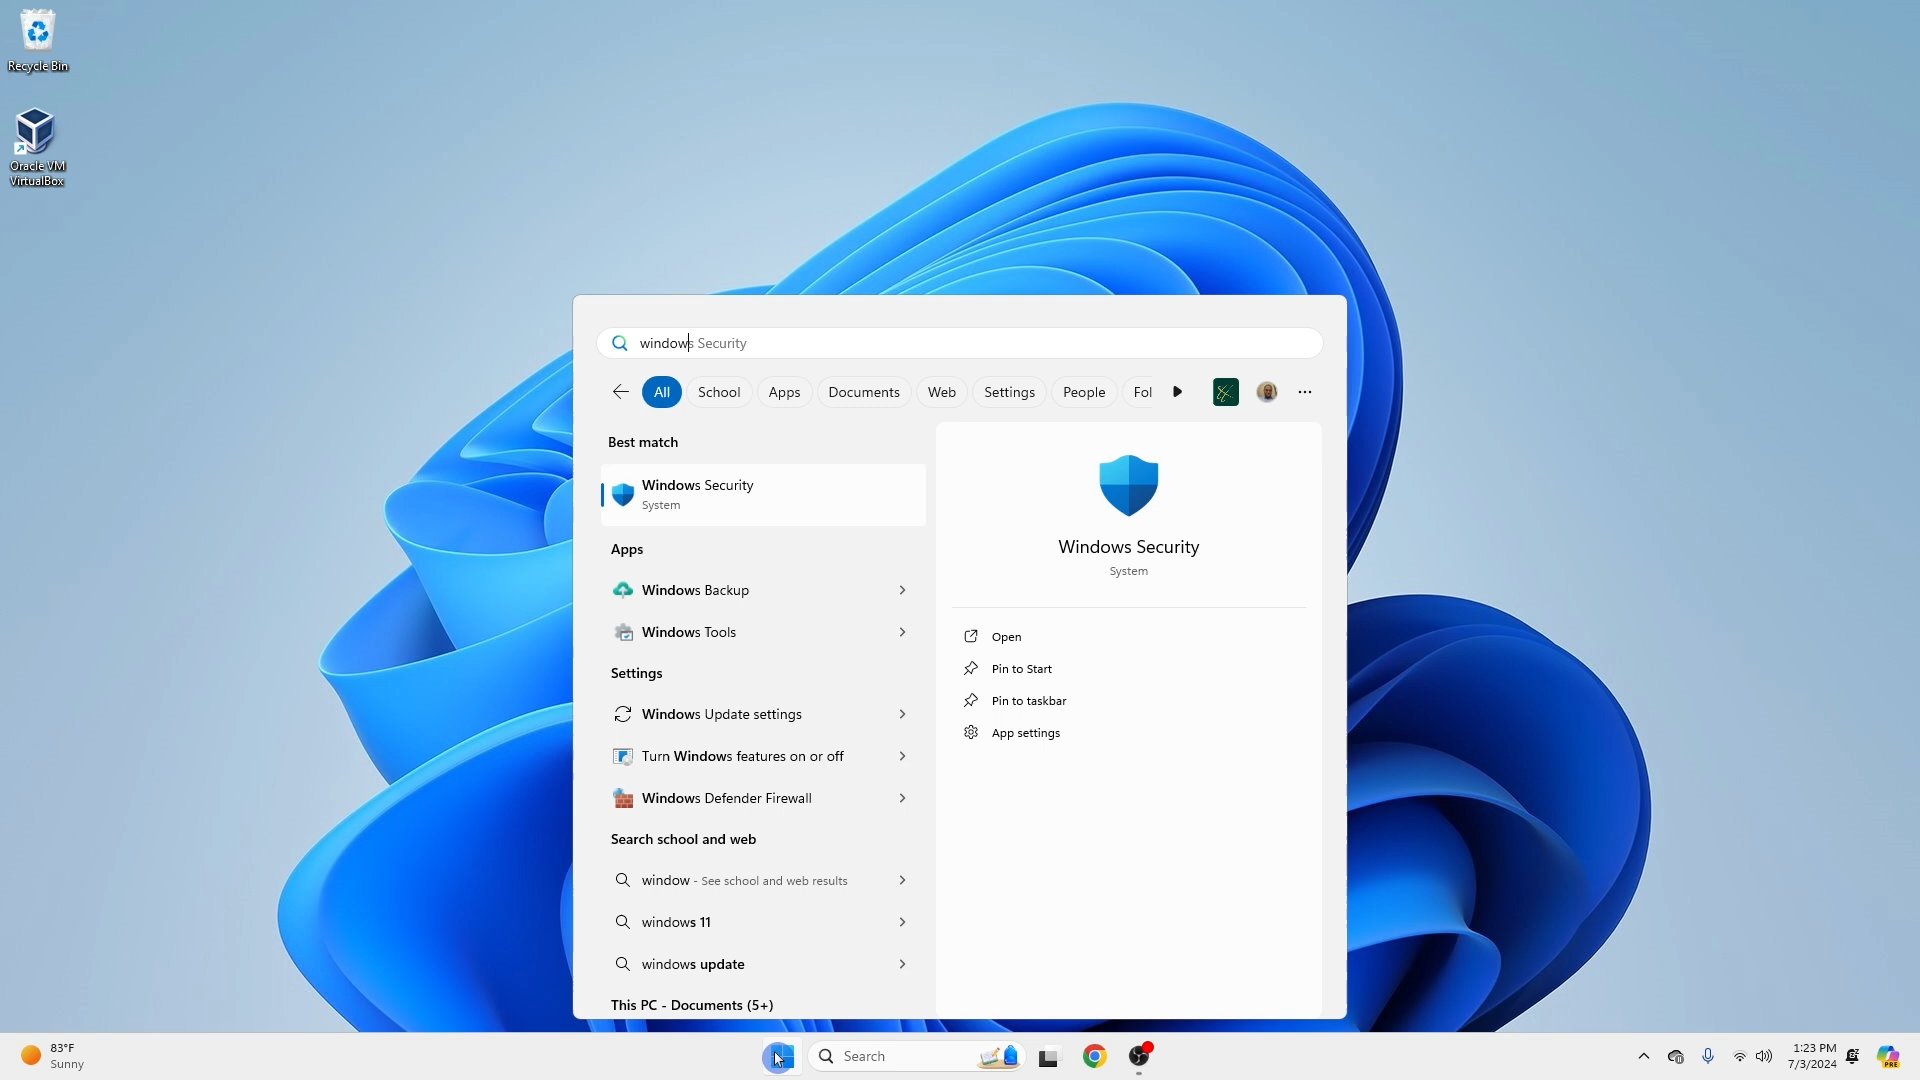 Recycle Bin
Oracle VM
VirtualBox
windows Security
All School Apps Documents Web Settings People Fol
Best match
Windows Security
System
Apps
Windows Backup
Windows Tools
Settings
Windows Update settings
Turn Windows features on or off
Windows Defender Firewall
Search school and web
window - See school and web results
windows 11
windows update
This PC - Documents (5+)
Windows Security
System
Open
Pin to Start
Pin to taskbar
App settings
83°F
Sunny
Search
1:23 PM
7/3/2024
PRE